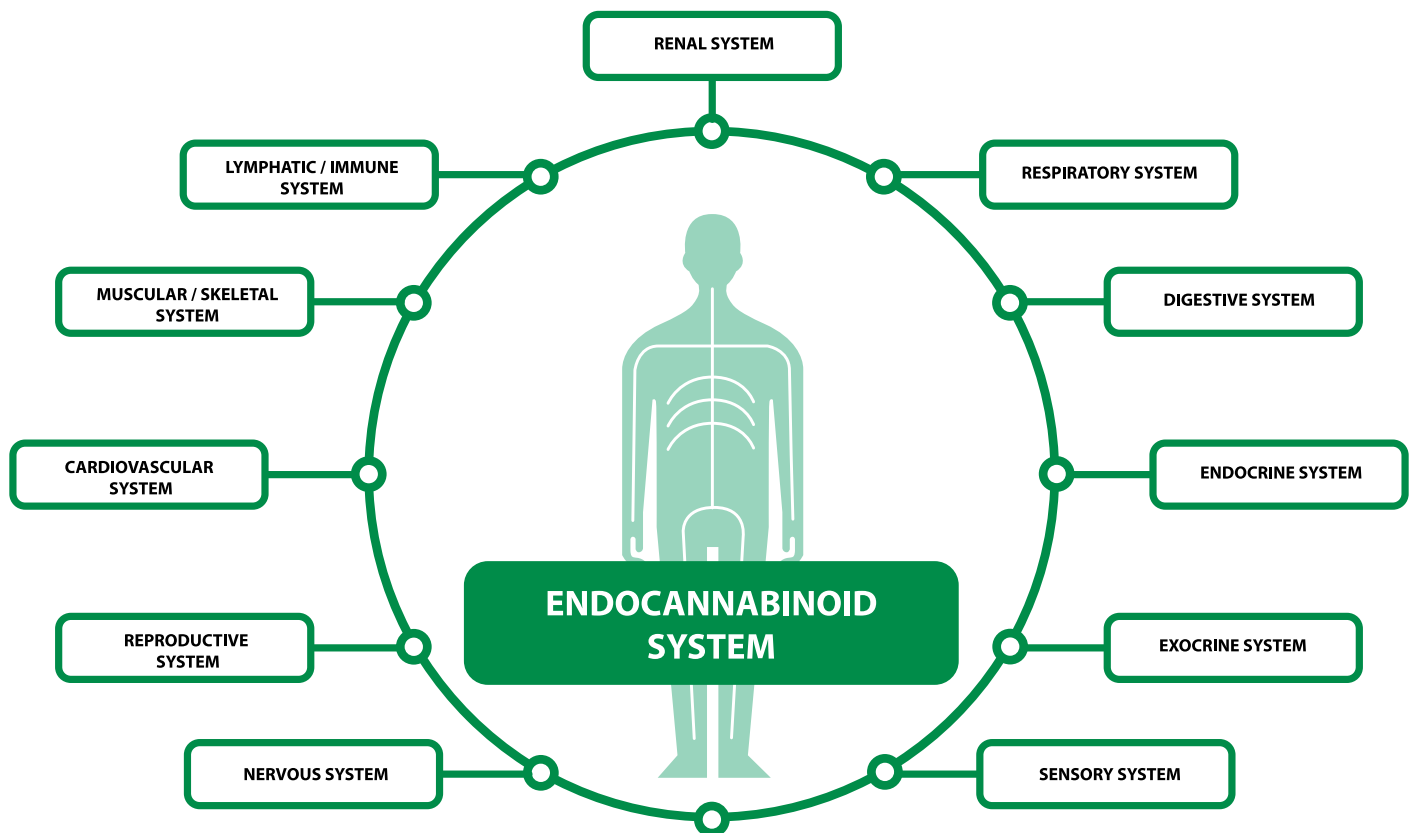 RENAL SYSTEM
LYMPHATIC / IMMUNE
SYSTEM
RESPIRATORY SYSTEM
MUSCULAR / SKELETAL
SYSTEM
DIGESTIVE SYSTEM
CARDIOVASCULAR
SYSTEM
ENDOCRINE SYSTEM
ENDOCANNABINOID
SYSTEM
REPRODUCTIVE
SYSTEM
EXOCRINE SYSTEM
NERVOUS SYSTEM
SENSORY SYSTEM